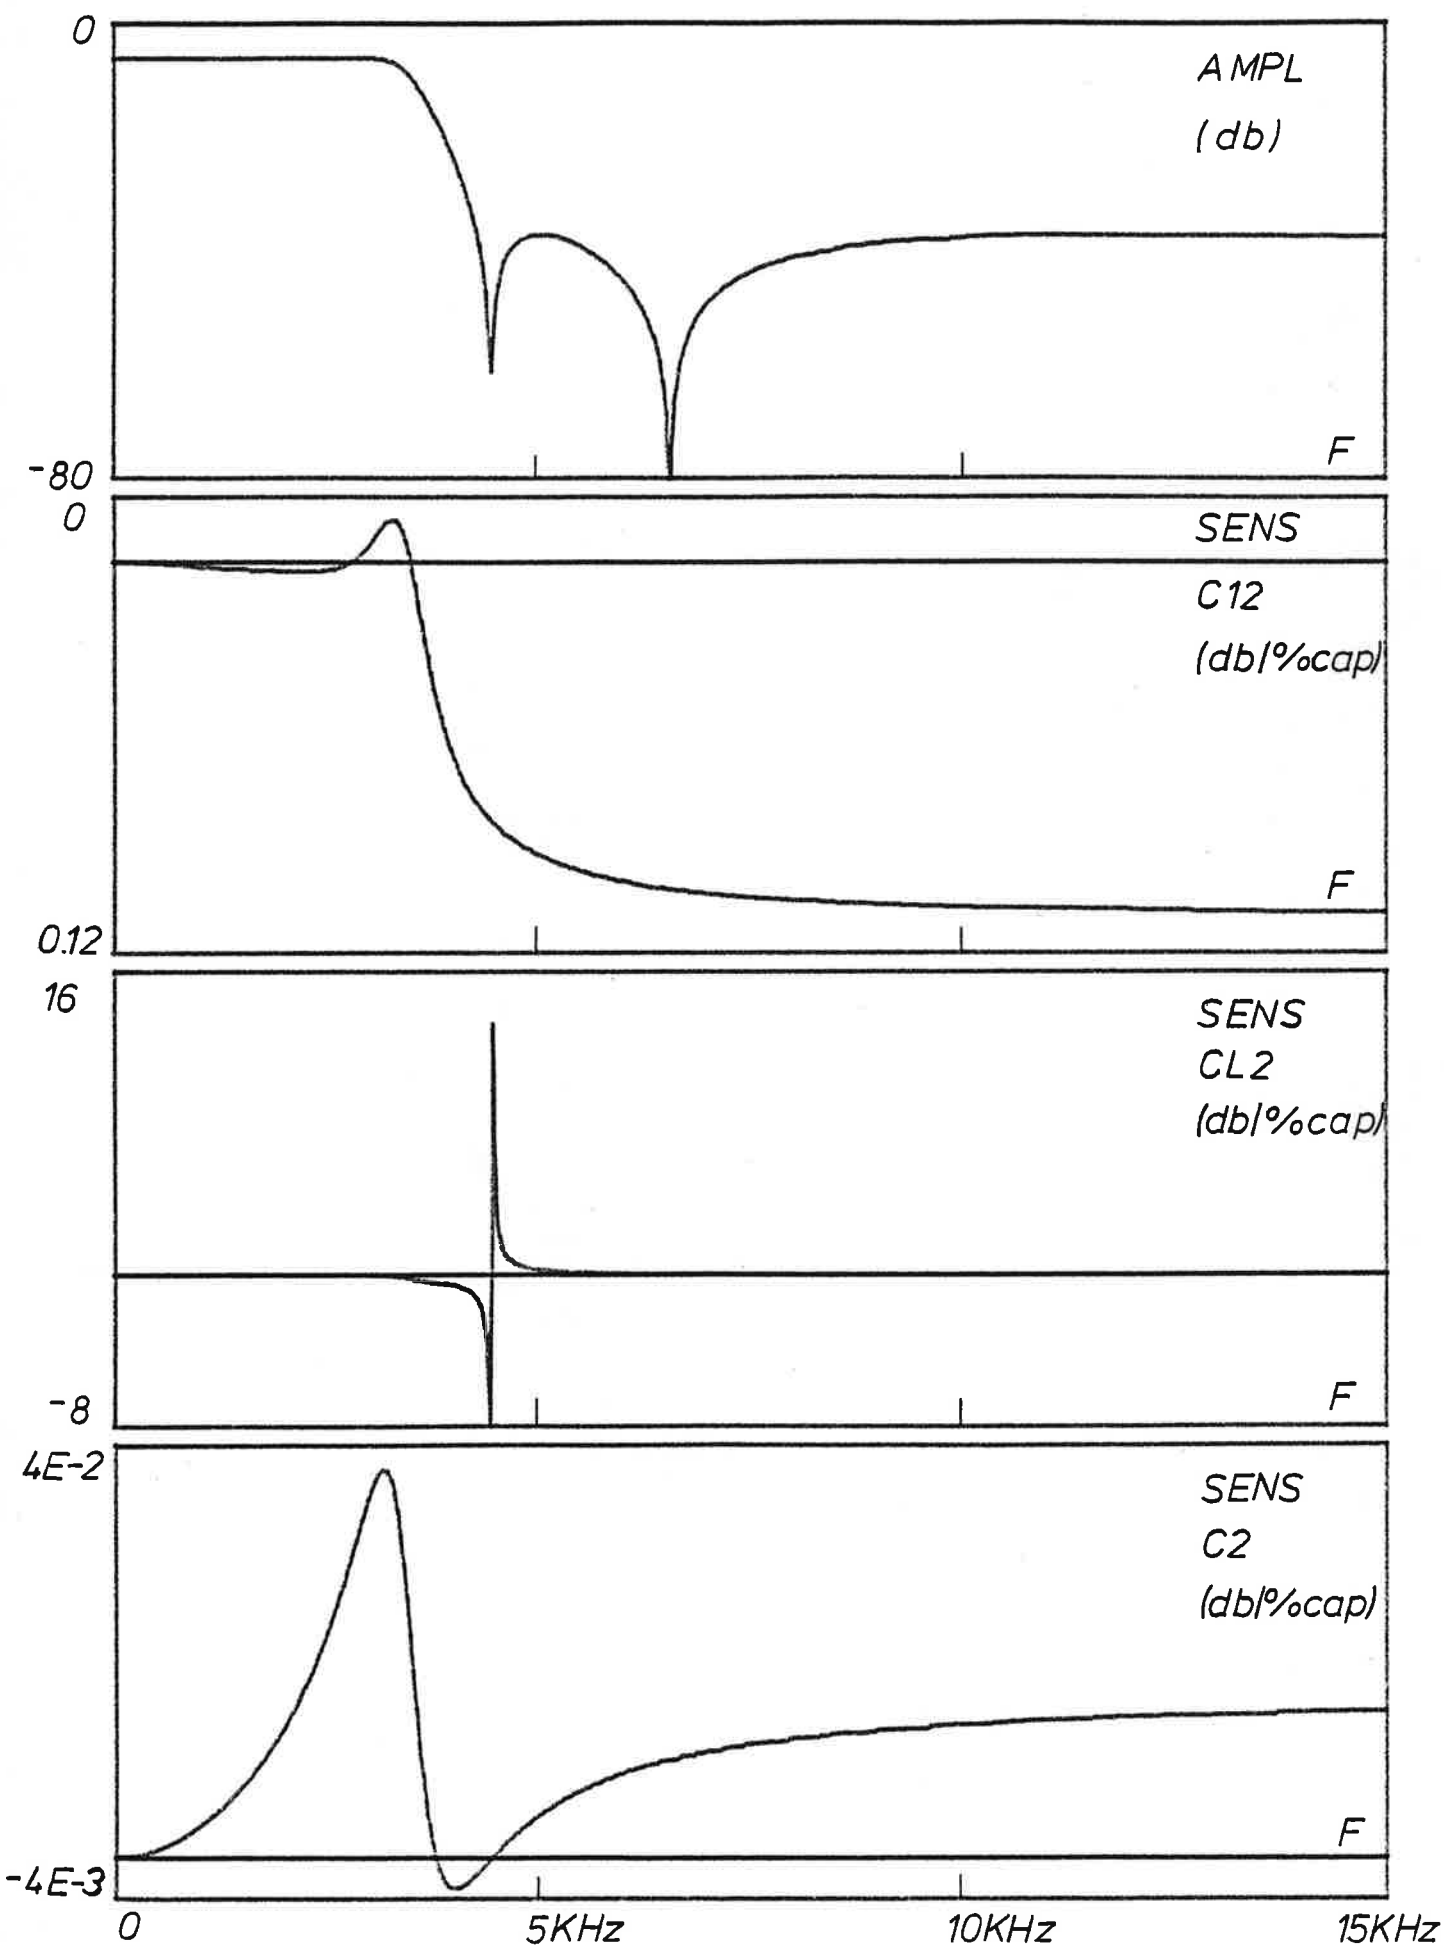 0
AMPL
(db)
F
-80
0
SENS
C12
(db/%cap)
F
0.12
16
SENS
CL2
(db/%cap)
F
-8
4E-2
SENS
C2
(db/%cap)
F
-4E-3
0 5KHz 10KHz 15KHz